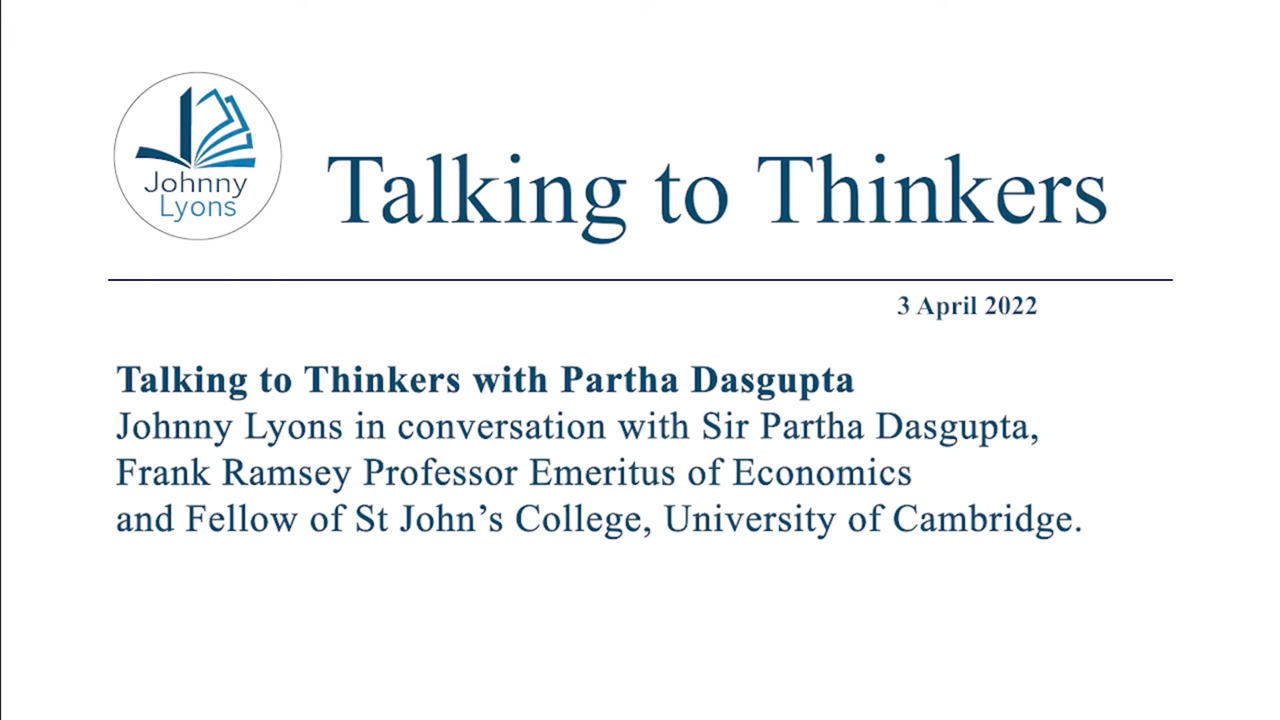 Johnny
Lyons
Talking to Thinkers
3 April 2022
Talking to Thinkers with Partha Dasgupta
Johnny Lyons in conversation with Sir Partha Dasgupta,
Frank Ramsey Professor Emeritus of Economics
and Fellow of St John’s College, University of Cambridge.